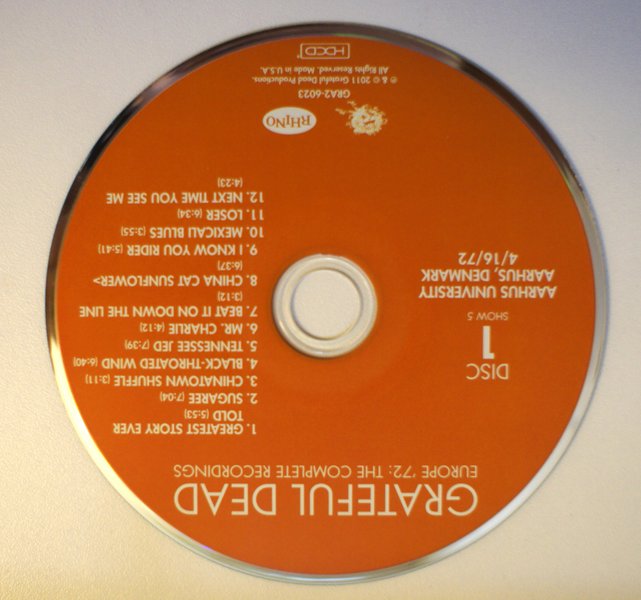 GRATEFUL DEAD
EUROPE '72: THE COMPLETE RECORDINGS
1. GREATEST STORY EVER
TOLD (5:53)
2. SUGAREE (7:04)
3. CHINATOWN SHUFFLE (3:11)
4. BLACK-THROATED WIND (6:40)
5. TENNESSEE JED (7:39)
6. MR. CHARLIE (4:12)
7. BEAT IT ON DOWN THE LINE
(3:12)
8. CHINA CAT SUNFLOWER>
(6:37)
9. I KNOW YOU RIDER (5:41)
10. MEXICALI BLUES (3:55)
11. LOSER (6:34)
12. NEXT TIME YOU SEE ME
(4:23)
DISC
1
SHOW 5
AARHUS UNIVERSITY
AARHUS, DENMARK
4/16/72
RHINO
GRA2-6023
℗ & © 2011 Grateful Dead Productions.
All Rights Reserved. Made in U.S.A.
HDCD®